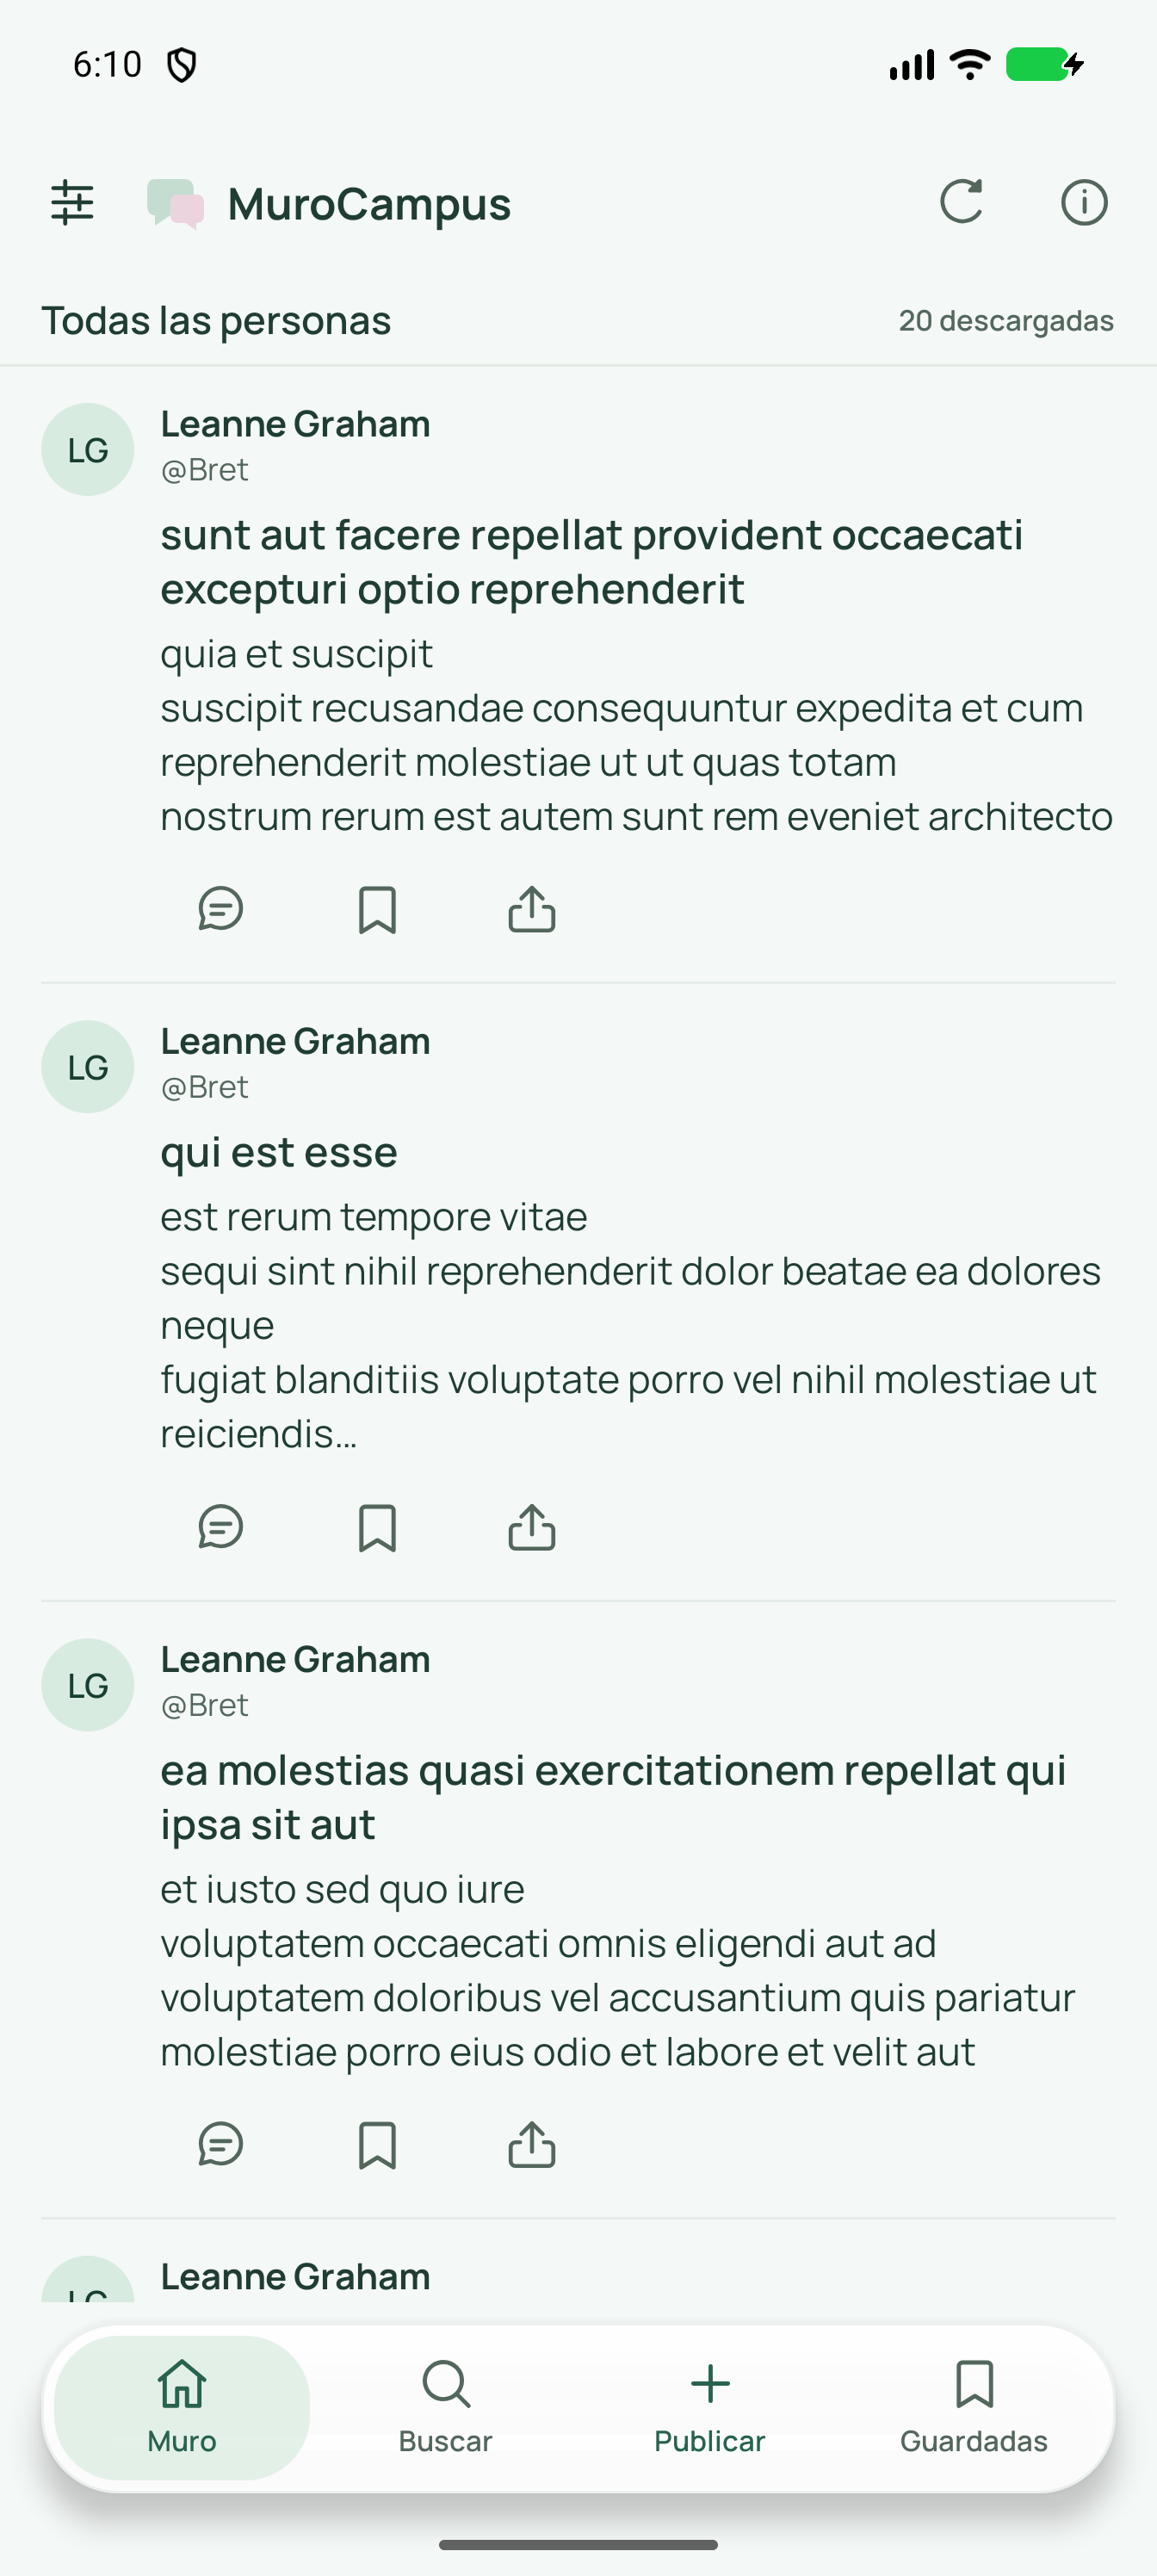 6:10
MuroCampus
Todas las personas
20 descargadas
LG
Leanne Graham
@Bret
sunt aut facere repellat provident occaecati
excepturi optio reprehenderit
quia et suscipit
suscipit recusandae consequuntur expedita et cum
reprehenderit molestiae ut ut quas totam
nostrum rerum est autem sunt rem eveniet architecto
LG
Leanne Graham
@Bret
qui est esse
est rerum tempore vitae
sequi sint nihil reprehenderit dolor beatae ea dolores
neque
fugiat blanditiis voluptate porro vel nihil molestiae ut
reiciendis…
LG
Leanne Graham
@Bret
ea molestias quasi exercitationem repellat qui
ipsa sit aut
et iusto sed quo iure
voluptatem occaecati omnis eligendi aut ad
voluptatem doloribus vel accusantium quis pariatur
molestiae porro eius odio et labore et velit aut
LG
Leanne Graham
Muro
Buscar
Publicar
Guardadas